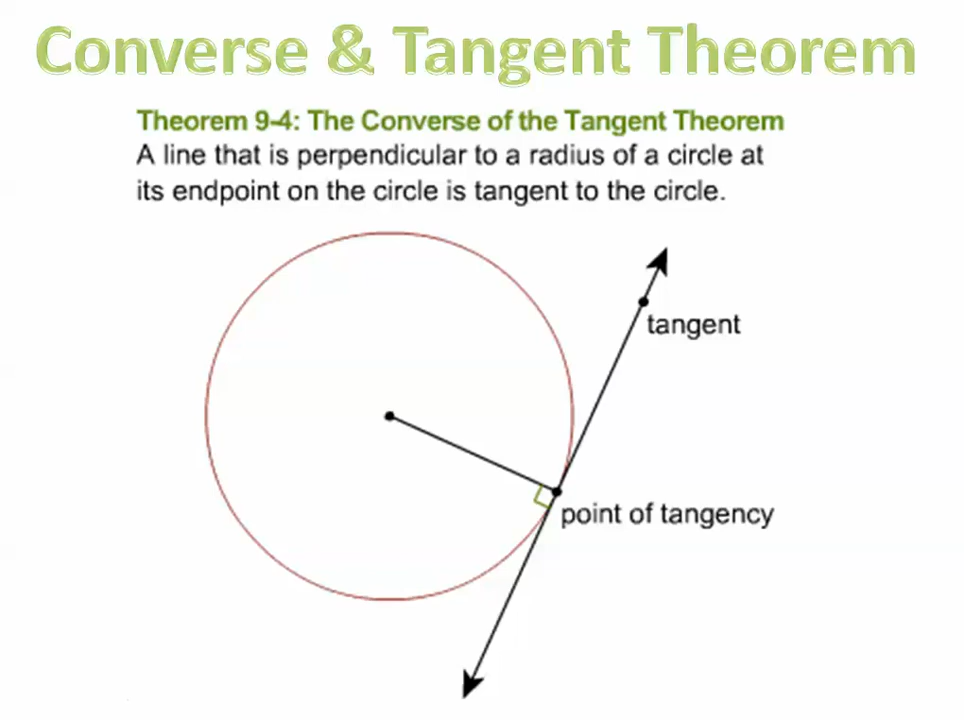 Converse & Tangent Theorem
Theorem 9-4: The Converse of the Tangent Theorem
A line that is perpendicular to a radius of a circle at
its endpoint on the circle is tangent to the circle.
tangent
point of tangency